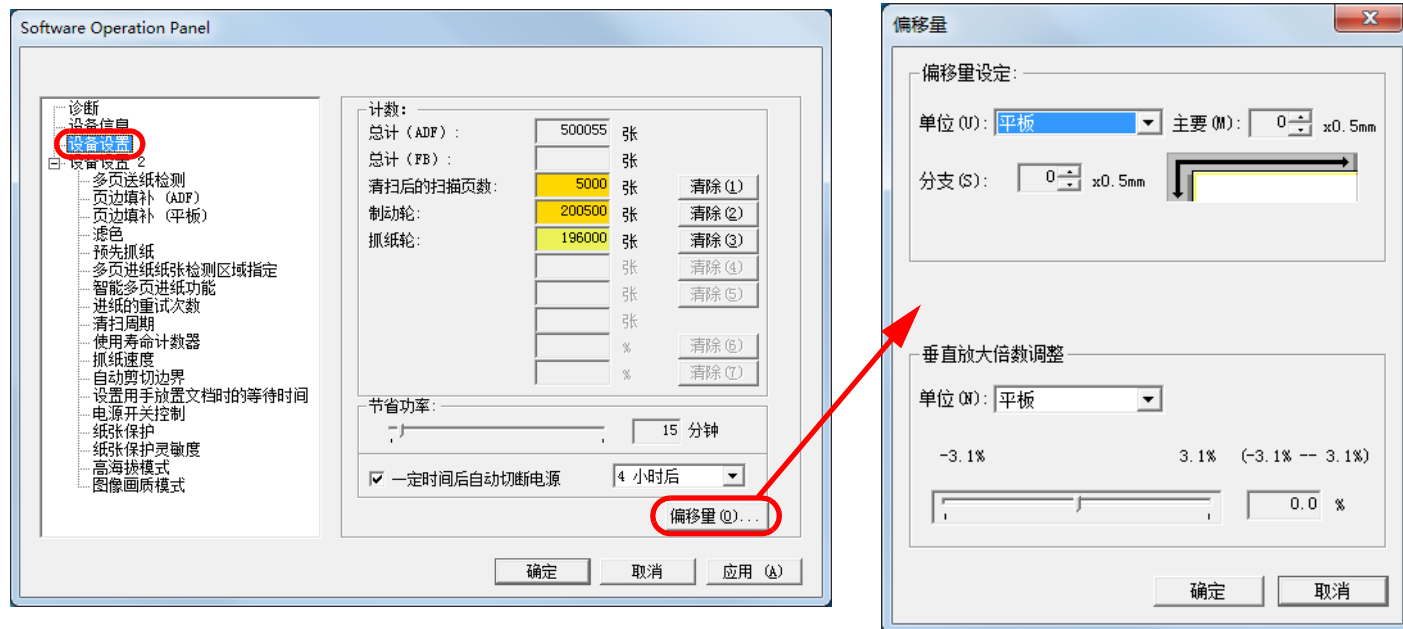 Software Operation Panel
诊断
设备信息
设备设置
设备设置 2
多页送纸检测
页边填补 (ADF)
页边填补 (平板)
滤色
预先抓纸
多页进纸纸张检测区域指定
智能多页进纸功能
进纸的重试次数
清扫周期
使用寿命计数器
抓纸速度
自动剪切边界
设置用手放置文档时的等待时间
电源开关控制
纸张保护
纸张保护灵敏度
高海拔模式
图像画质模式
计数:
总计 (ADF) : 500055 张
总计 (FB) : 张
清扫后的扫描页数: 5000 张 清除(1)
制动轮: 200500 张 清除(2)
抓纸轮: 196000 张 清除(3)
张 清除(4)
张 清除(5)
张
% 清除(6)
% 清除(7)
节省功率:
15 分钟
一定时间后自动切断电源 4 小时后
偏移量(O)...
确定 取消 应用 (A)
偏移量
偏移量设定:
单位(U): 平板 主要(M): 0 x0.5mm
分支(S): 0 x0.5mm
垂直放大倍数调整
单位(N): 平板
-3.1% 3.1% (-3.1% -- 3.1%)
0.0 %
确定 取消